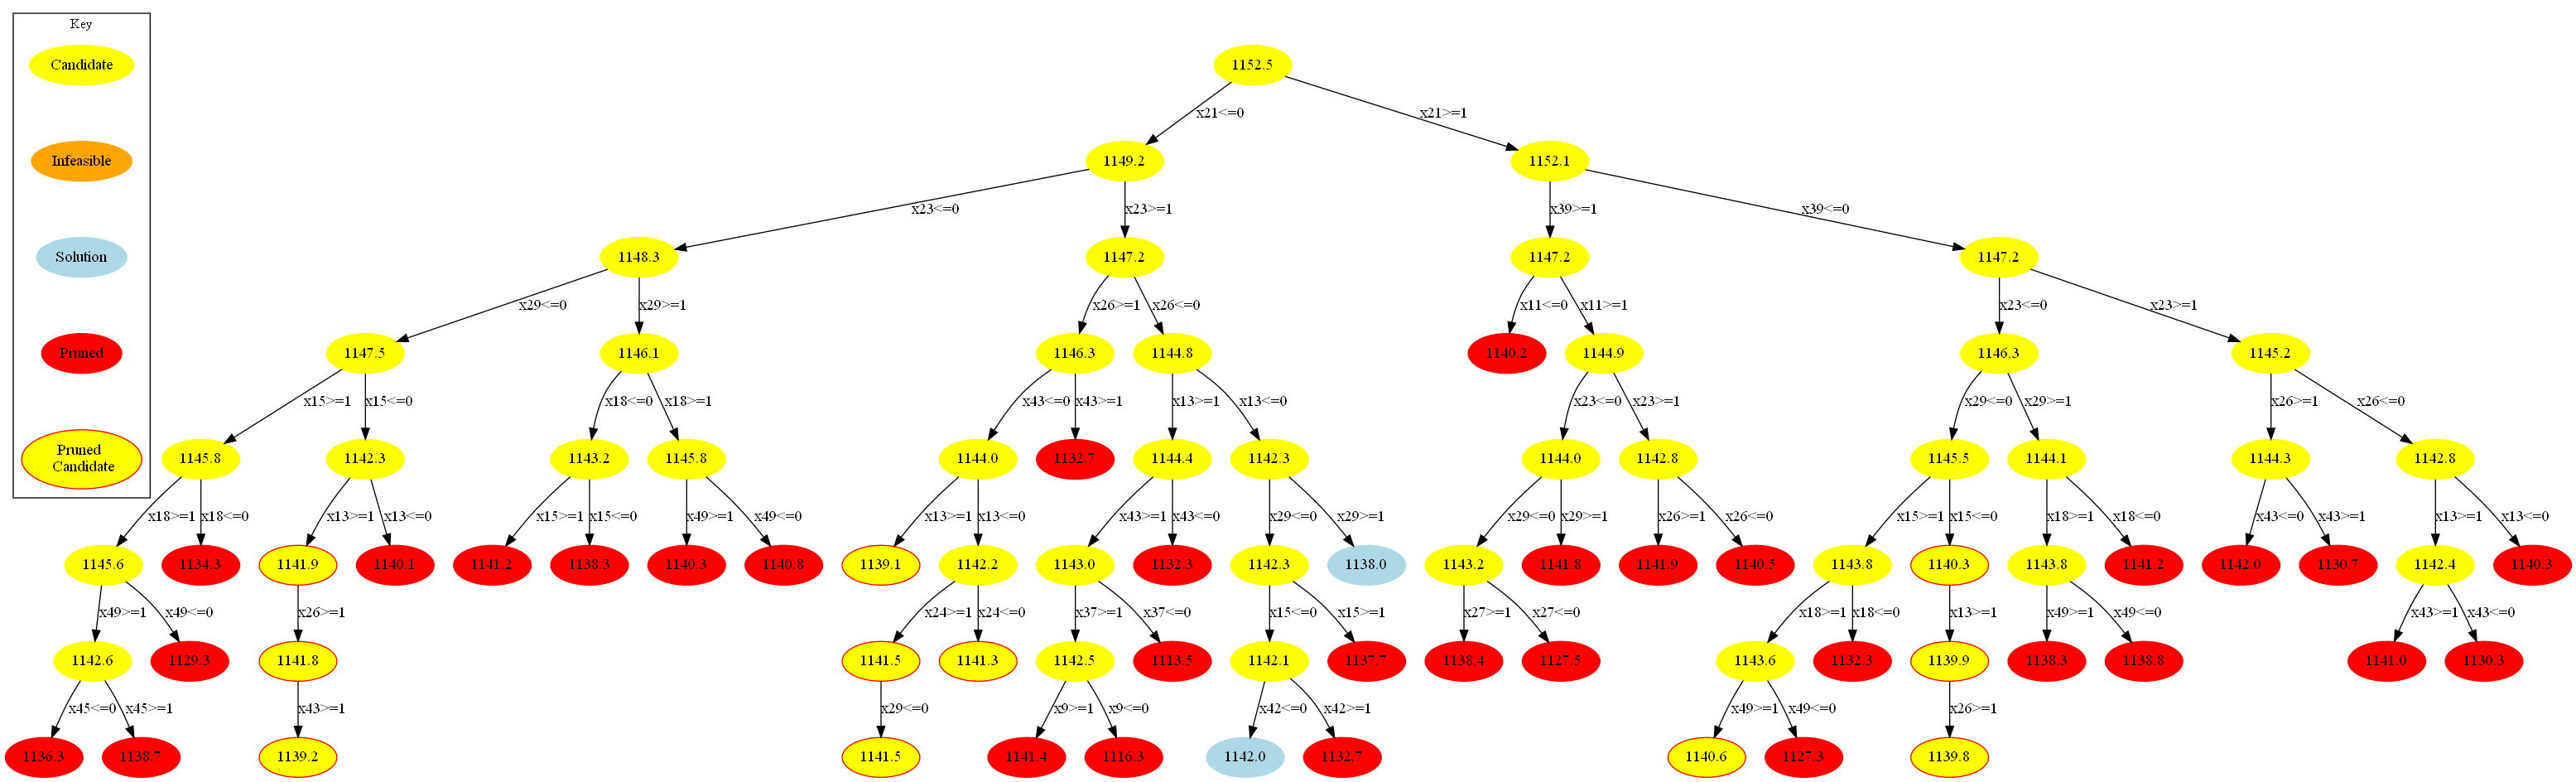 Key
Candidate
1152.5
x21<=0
x21>=1
Infeasible
1149.2
1152.1
x23<=0
x23>=1
x39>=1
x39<=0
Solution
1148.3
1147.2
1147.2
1147.2
x29<=0
x29>=1
x26>=1
x26<=0
x11<=0
x11>=1
x23<=0
x23>=1
Pruned
1147.5
1146.1
1146.3
1144.8
1140.2
1144.9
1146.3
1145.2
x15>=1
x15<=0
x18<=0
x18>=1
x43<=0
x43>=1
x13>=1
x13<=0
x23<=0
x23>=1
x29<=0
x29>=1
x26>=1
x26<=0
Pruned
Candidate
1145.8
1142.3
1143.2
1145.8
1144.0
1132.7
1144.4
1142.3
1144.0
1142.8
1145.5
1144.1
1144.3
1142.8
x18>=1
x18<=0
x13>=1
x13<=0
x15>=1
x15<=0
x49>=1
x49<=0
x13>=1
x13<=0
x43>=1
x43<=0
x29<=0
x29>=1
x29<=0
x29>=1
x26>=1
x26<=0
x15>=1
x15<=0
x18>=1
x18<=0
x43<=0
x43>=1
x13>=1
x13<=0
1145.6
1134.3
1141.9
1140.1
1141.2
1138.3
1140.3
1140.8
1139.1
1142.2
1143.0
1132.3
1142.3
1138.0
1143.2
1141.8
1141.9
1140.5
1143.8
1140.3
1143.8
1141.2
1142.0
1130.7
1142.4
1140.3
x49>=1
x49<=0
x26>=1
x24>=1
x24<=0
x37>=1
x37<=0
x15<=0
x15>=1
x27>=1
x27<=0
x18>=1
x18<=0
x13>=1
x49>=1
x49<=0
x43>=1
x43<=0
1142.6
1129.3
1141.8
1141.5
1141.3
1142.5
1113.5
1142.1
1137.7
1138.4
1127.5
1143.6
1132.3
1139.9
1138.3
1138.8
1141.0
1130.3
x45<=0
x45>=1
x43>=1
x29<=0
x9>=1
x9<=0
x42<=0
x42>=1
x49>=1
x49<=0
x26>=1
1136.3
1138.7
1139.2
1141.5
1141.4
1116.3
1142.0
1132.7
1140.6
1127.3
1139.8